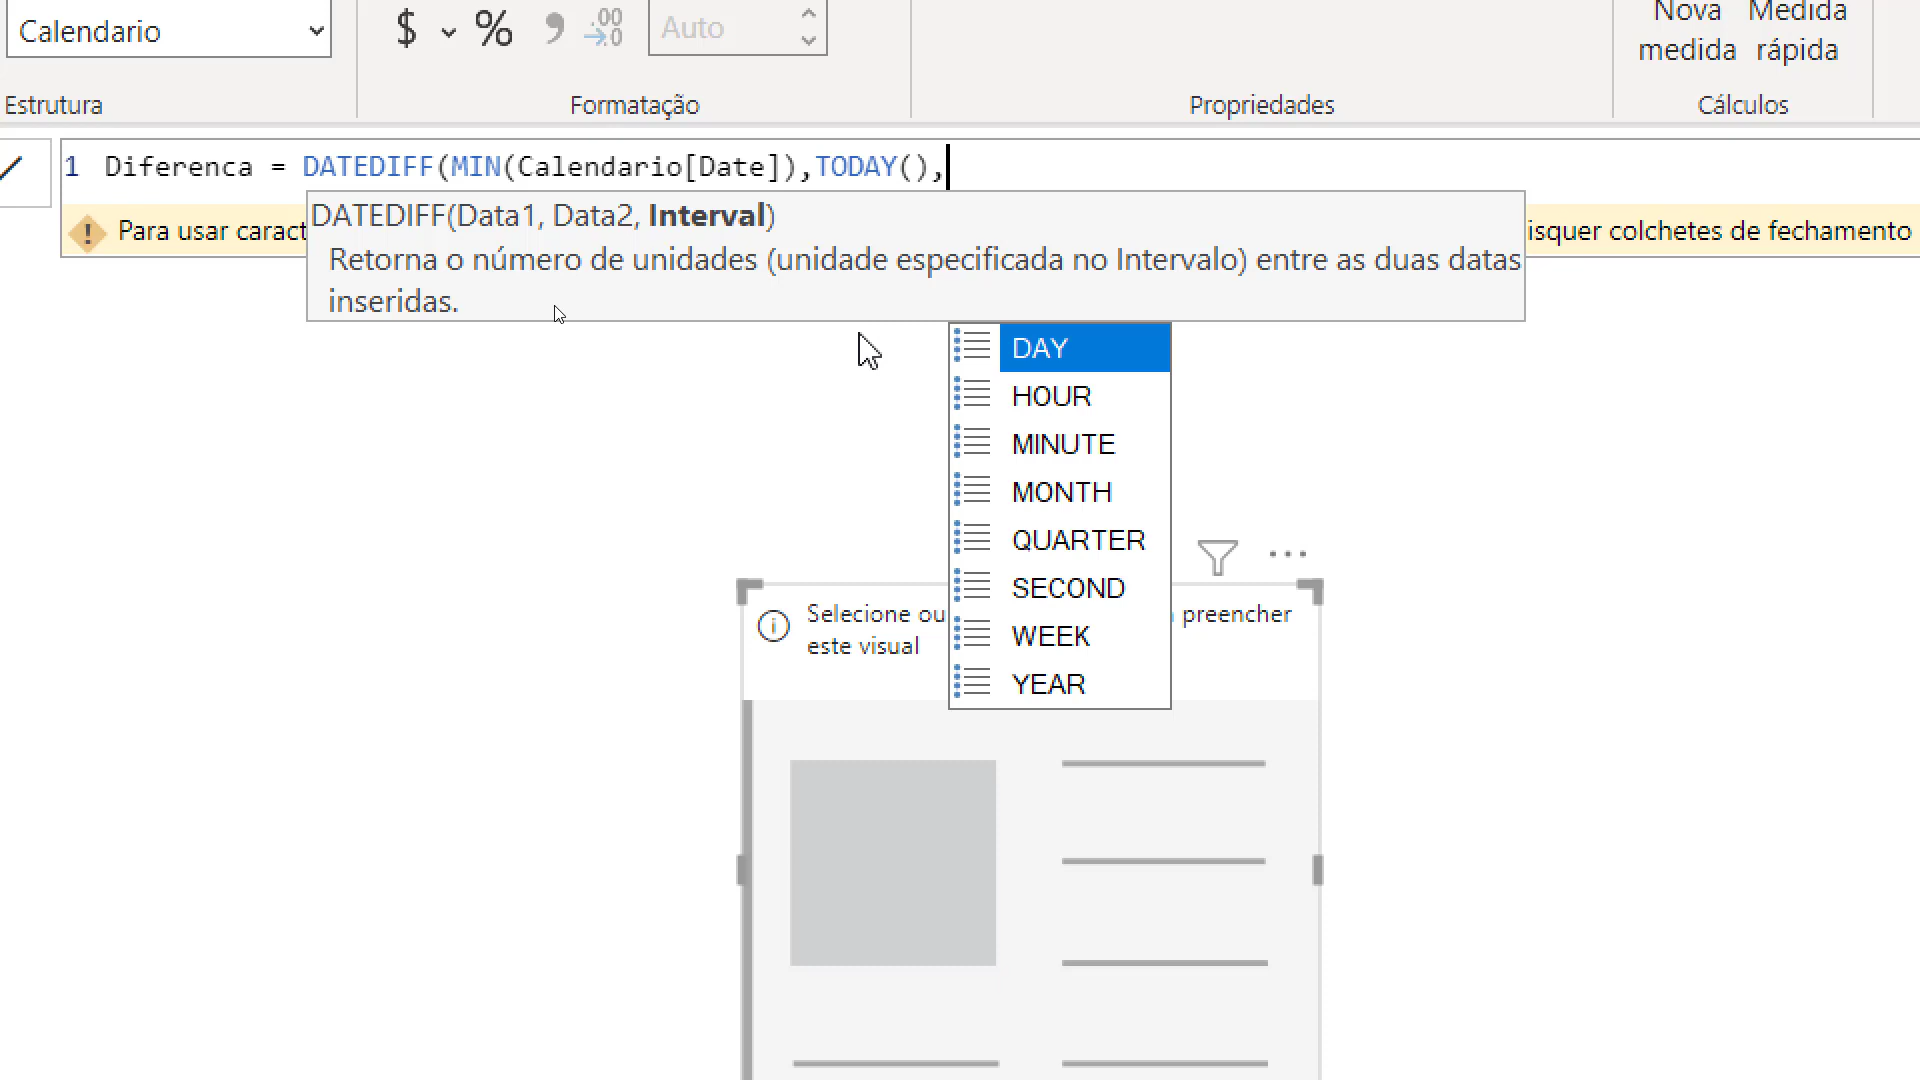 Calendario
$ % , .00 .0
Auto
Nova medida
Medida rápida
Estrutura
Formatação
Propriedades
Cálculos
1 Diferenca = DATEDIFF(MIN(Calendario[Date]),TODAY(),
DATEDIFF(Data1, Data2, Interval)
Para usar caract
isquer colchetes de fechamento
Retorna o número de unidades (unidade especificada no Intervalo) entre as duas datas
inseridas.
DAY
HOUR
MINUTE
MONTH
QUARTER
SECOND
WEEK
YEAR
Selecione ou
preencher
este visual